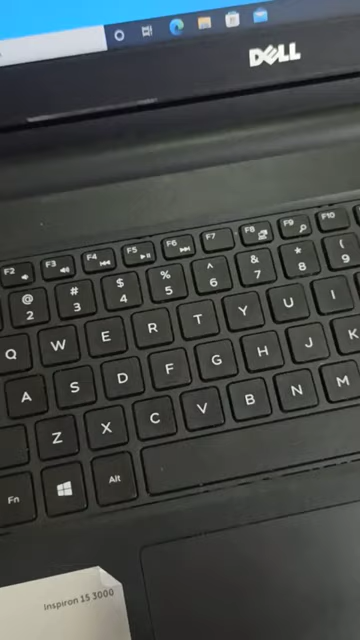 DELL
F2 F3 F4 F5 F6 F7 F8 F9 F10
@ # $ % ^ & * (
2 3 4 5 6 7 8 9
Q W E R T Y U I
A S D F G H J K
Z X C V B N M
Fn Alt
Inspiron 15 3000